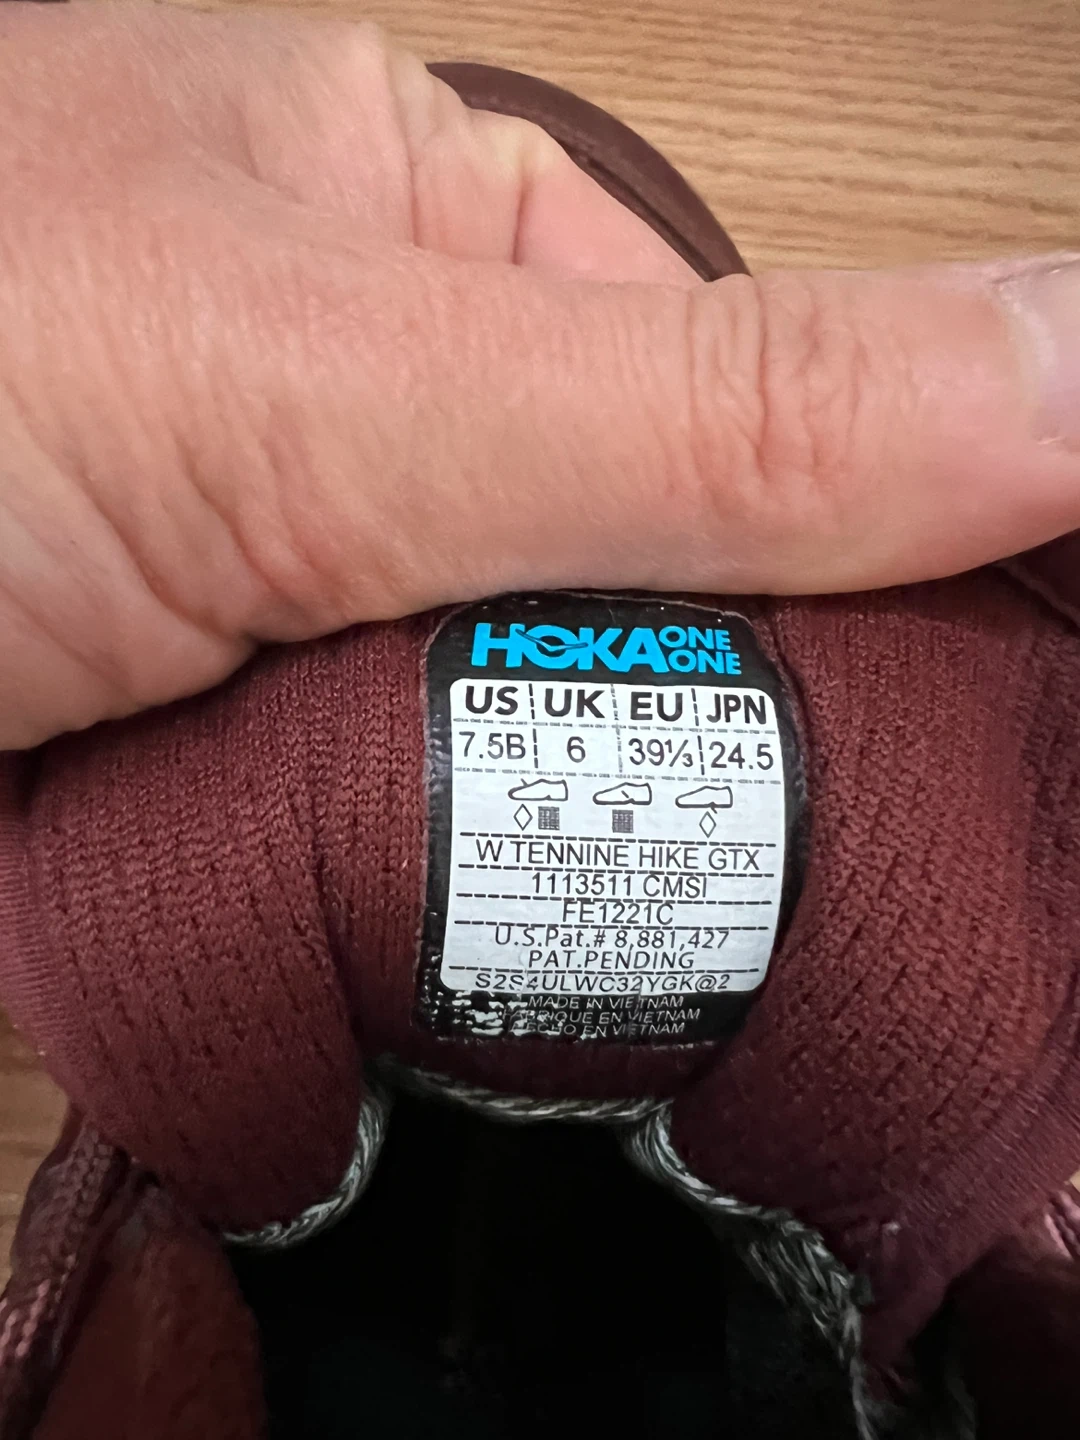 HOKA ONE ONE
US UK EU JPN
7.5B 6 39⅓ 24.5
W TENNINE HIKE GTX
1113511 CMSI
FE1221C
U.S.Pat.# 8,881,427
PAT.PENDING
S2S4ULWC32YGK@2
MADE IN VIETNAM
FABRIQUE EN VIETNAM
HECHO EN VIETNAM